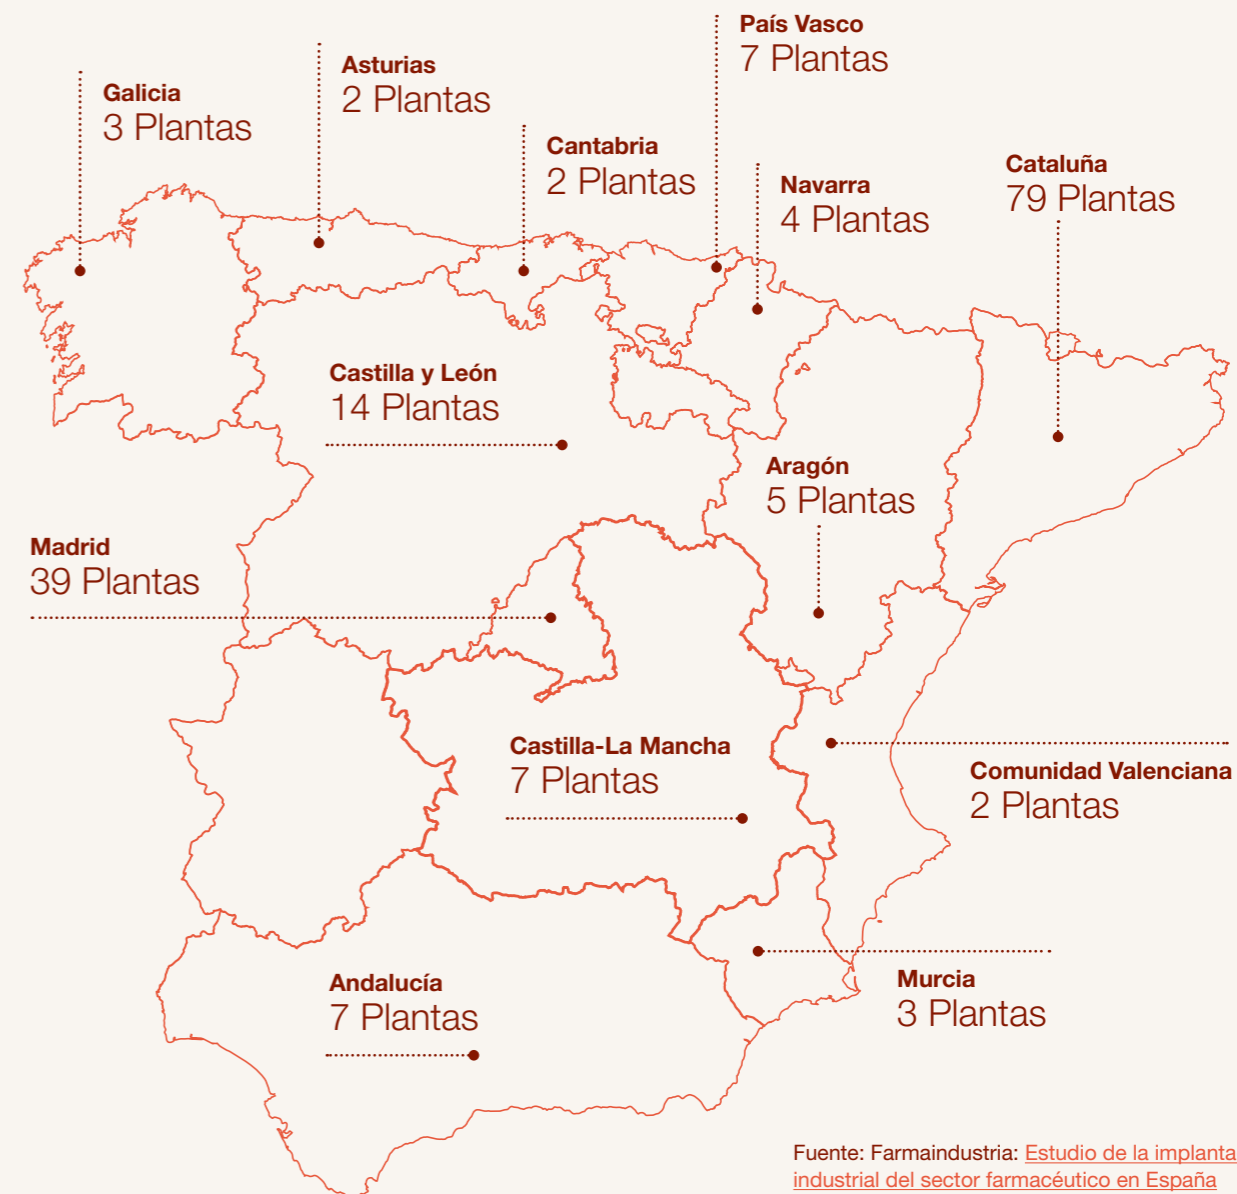 País Vasco
7 Plantas
Asturias
2 Plantas
Galicia
3 Plantas
Cantabria
2 Plantas
Navarra
4 Plantas
Cataluña
79 Plantas
Castilla y León
14 Plantas
Aragón
5 Plantas
Madrid
39 Plantas
Castilla-La Mancha
7 Plantas
Comunidad Valenciana
2 Plantas
Andalucía
7 Plantas
Murcia
3 Plantas
Fuente: Farmaindustria: Estudio de la implanta
industrial del sector farmacéutico en España